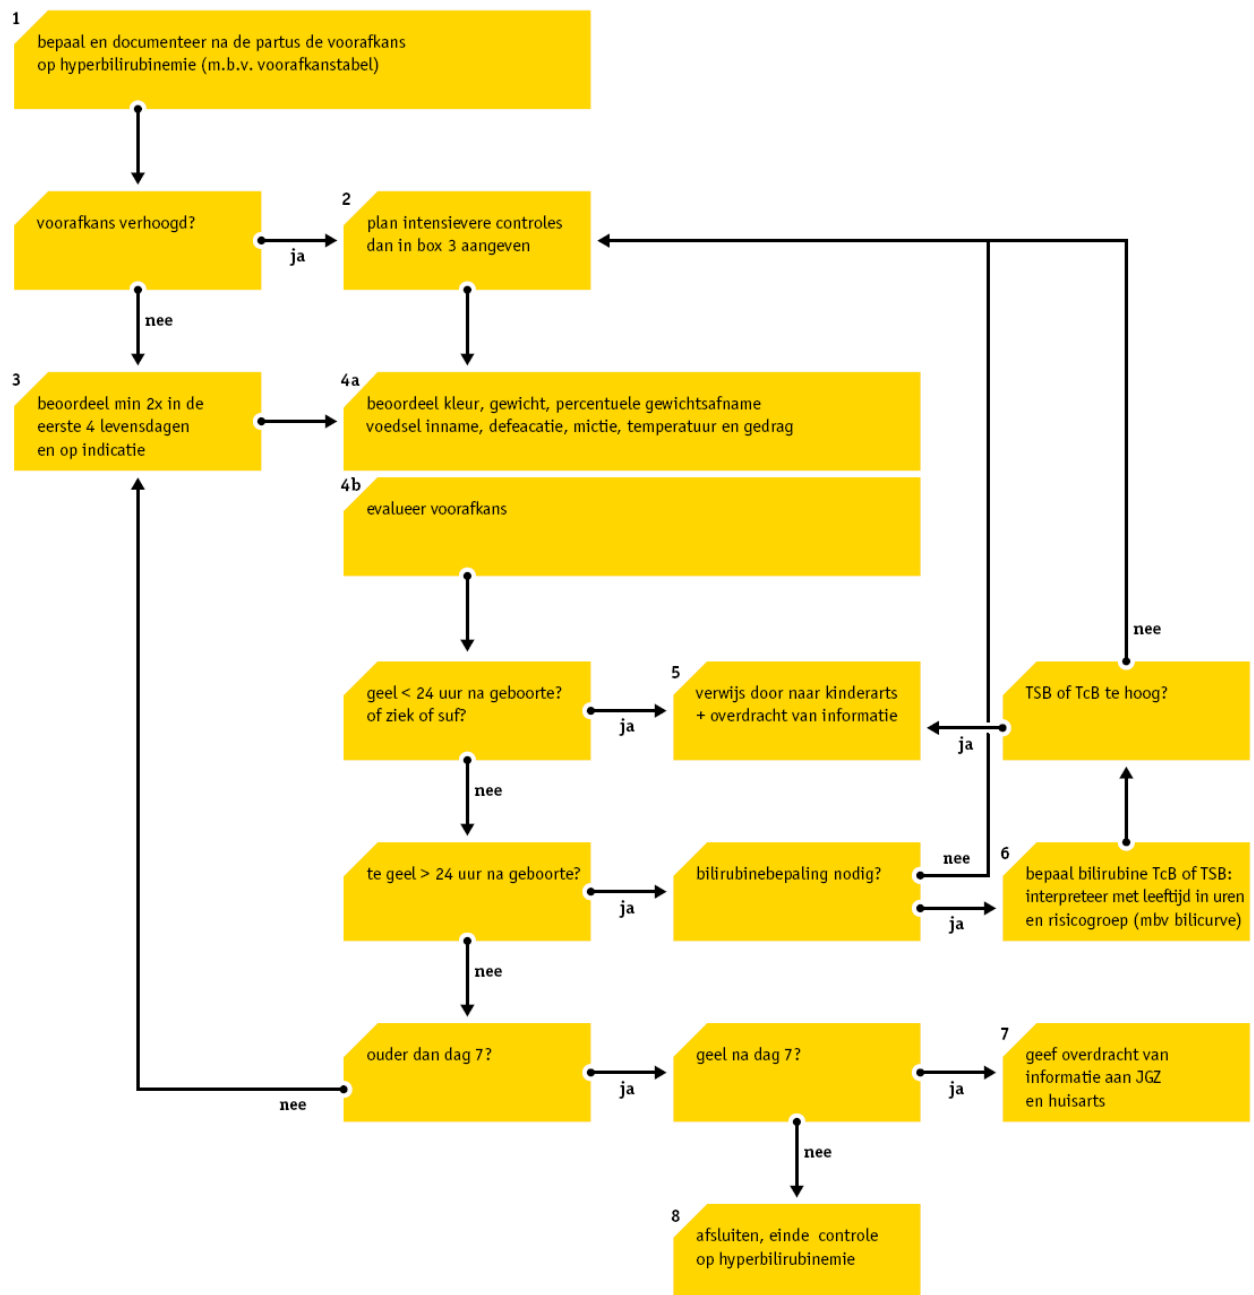 1
bepaal en documenteer na de partus de voorafkans
op hyperbilirubinemie (m.b.v. voorafkanstabel)
voorafkans verhoogd?
ja
nee
2
plan intensievere controles
dan in box 3 aangeven
3
beoordeel min 2x in de
eerste 4 levensdagen
en op indicatie
4a
beoordeel kleur, gewicht, percentuele gewichtsafname
voedsel inname, defeacatie, mictie, temperatuur en gedrag
4b
evalueer voorafkans
geel < 24 uur na geboorte?
of ziek of suf?
ja
nee
5
verwijs door naar kinderarts
+ overdracht van informatie
nee
TSB of TcB te hoog?
ja
te geel > 24 uur na geboorte?
ja
nee
bilirubinebepaling nodig?
nee
ja
6
bepaal bilirubine TcB of TSB:
interpreteer met leeftijd in uren
en risicogroep (mbv bilicurve)
ouder dan dag 7?
nee
ja
geel na dag 7?
ja
nee
7
geef overdracht van
informatie aan JGZ
en huisarts
8
afsluiten, einde controle
op hyperbilirubinemie